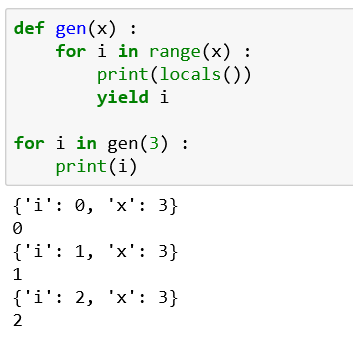 def gen(x) :
    for i in range(x) :
        print(locals())
        yield i

for i in gen(3) :
    print(i)
{'i': 0, 'x': 3}
0
{'i': 1, 'x': 3}
1
{'i': 2, 'x': 3}
2